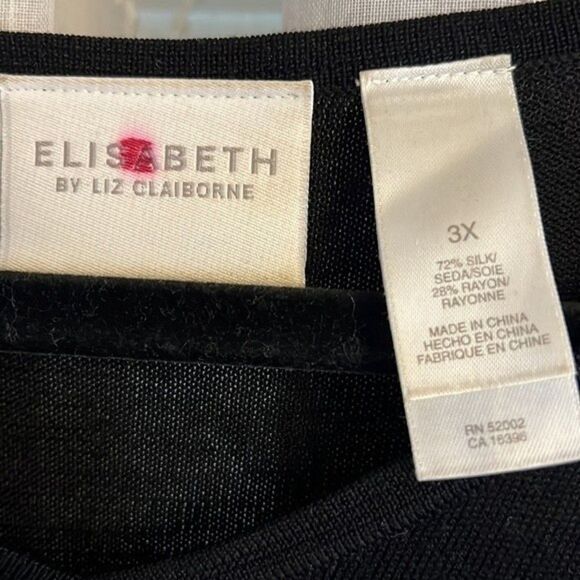 ELISABETH
BY LIZ CLAIBORNE
3X
72% SILK/
SEDA/SOIE
28% RAYON/
RAYONNE
MADE IN CHINA
HECHO EN CHINA
FABRIQUE EN CHINE
RN 52002
CA 16396